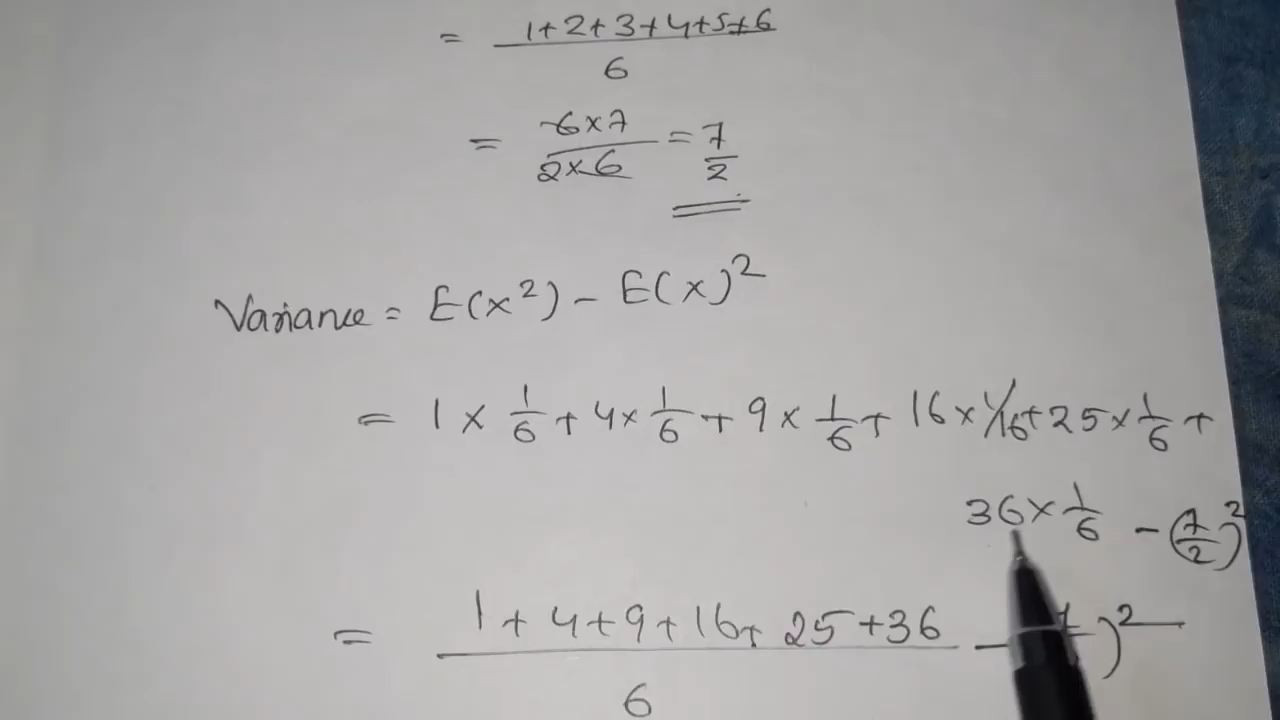 = 1+2+3+4+5+6 / 6
= 6×7 / 2×6 = 7/2
Variance = E(x²) - E(x)²
= 1 × 1/6 + 4 × 1/6 + 9 × 1/6 + 16 × 1/16 + 25 × 1/6 +
36 × 1/6 - (7/2)²
= 1 + 4 + 9 + 16 + 25 + 36 / 6 - )²